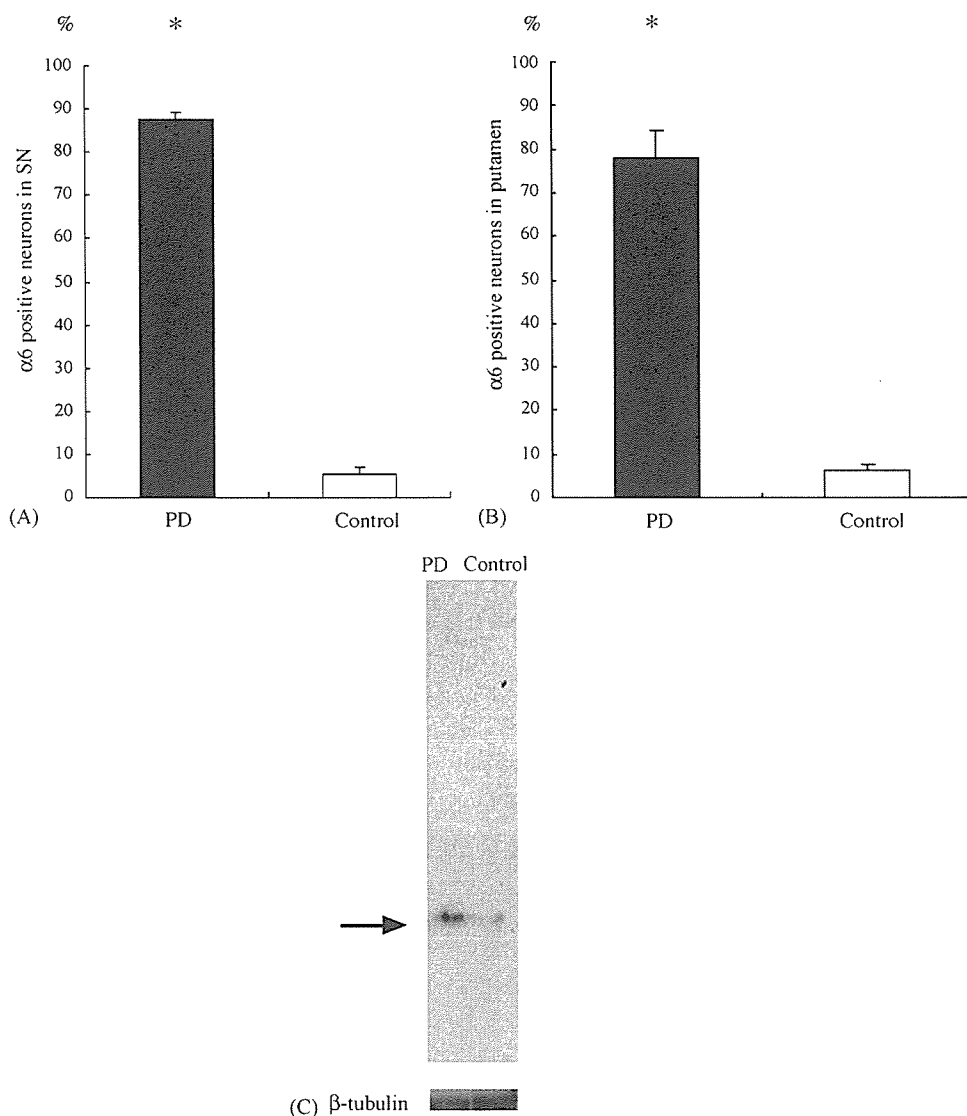 %
*
100
90
80
70
60
50
40
30
20
10
0
α6 positive neurons in SN
PD
Control
(A)
%
*
100
90
80
70
60
50
40
30
20
10
0
α6 positive neurons in putamen
PD
Control
(B)
PD Control
(C) β-tubulin